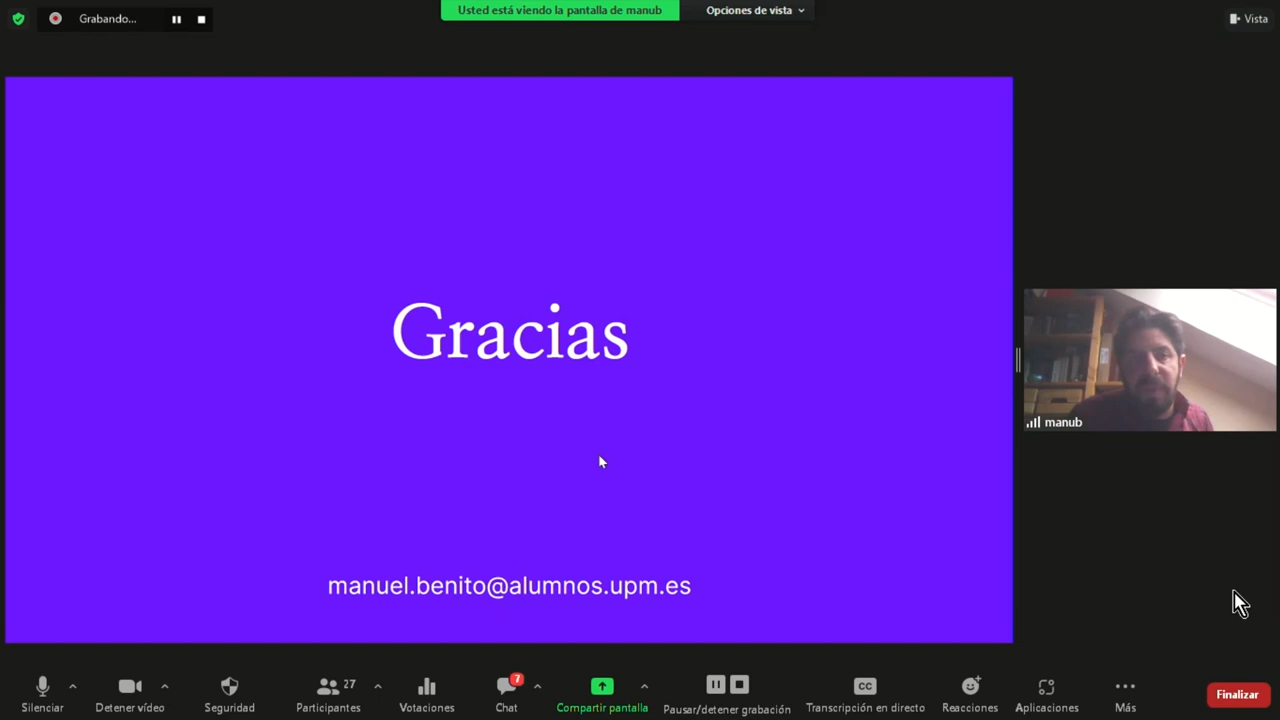 Grabando...
Usted está viendo la pantalla de manub
Opciones de vista
Vista
Gracias
manuel.benito@alumnos.upm.es
manub
Silenciar
Detener vídeo
Seguridad
27
Participantes
Votaciones
7
Chat
Compartir pantalla
Pausar/detener grabación
CC
Transcripción en directo
Reacciones
Aplicaciones
Más
Finalizar